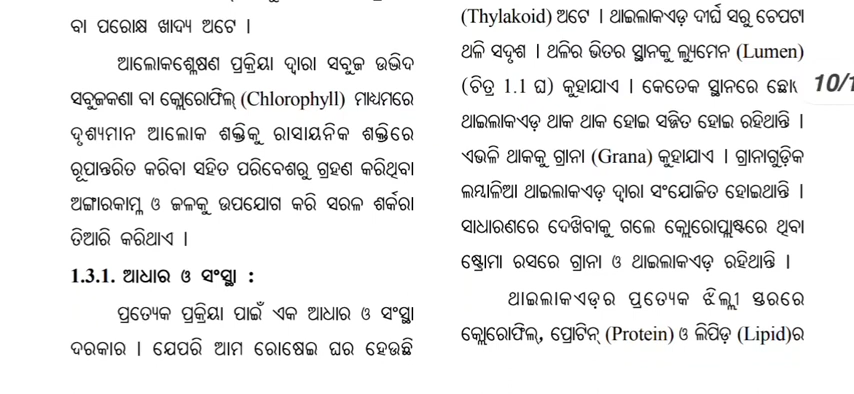 ବା ପରୋକ୍ଷ ଖାଦ୍ୟ ଅଟେ ।
ଆଲୋକଶ୍ଳେଷଣ ପ୍ରକ୍ରିୟା ଦ୍ୱାରା ସବୁଜ ଉଦ୍ଭିଦ
ସବୁଜକଣା ବା କ୍ଲୋରୋଫିଲ୍ (Chlorophyll) ମାଧ୍ୟମରେ
ଦୃଶ୍ୟମାନ ଆଲୋକ ଶକ୍ତିକୁ ରାସାୟନିକ ଶକ୍ତିରେ
ରୂପାନ୍ତରିତ କରିବା ସହିତ ପରିବେଶରୁ ଗ୍ରହଣ କରିଥିବା
ଅଙ୍ଗାରକାମ୍ଳ ଓ ଜଳକୁ ଉପଯୋଗ କରି ସରଳ ଶର୍କରା
ତିଆରି କରିଥାଏ ।
1.3.1. ଆଧାର ଓ ସଂସ୍ଥା :
ପ୍ରତ୍ୟେକ ପ୍ରକ୍ରିୟା ପାଇଁ ଏକ ଆଧାର ଓ ସଂସ୍ଥା
ଦରକାର । ଯେପରି ଆମ ରୋଷେଇ ଘର ହେଉଛି
(Thylakoid) ଅଟେ । ଥାଇଲାକଏଡ଼ ଦୀର୍ଘ ସରୁ ଚେପଟା
ଥଳି ସଦୃଶ । ଥଳିର ଭିତର ସ୍ଥାନକୁ ଲ୍ୟୁମେନ (Lumen)
(ଚିତ୍ର 1.1 ଘ) କୁହାଯାଏ । କେତେକ ସ୍ଥାନରେ
10/1
ଥାଇଲାକଏଡ଼ ଥାକ ଥାକ ହୋଇ ସଜ୍ଜିତ ହୋଇ ରହିଥାନ୍ତି ।
ଏଭଳି ଥାକକୁ ଗ୍ରାନା (Grana) କୁହାଯାଏ । ଗ୍ରାନାଗୁଡ଼ିକ
ଲମ୍ବାଳିଆ ଥାଇଲାକଏଡ଼ ଦ୍ୱାରା ସଂଯୋଜିତ ହୋଇଥାନ୍ତି ।
ସାଧାରଣରେ ଦେଖିବାକୁ ଗଲେ କ୍ଲୋରୋପ୍ଲାଷ୍ଟରେ ଥିବା
ଷ୍ଟ୍ରୋମା ରସରେ ଗ୍ରାନା ଓ ଥାଇଲାକଏଡ଼ ରହିଥାନ୍ତି ।
ଥାଇଲାକଏଡ଼ର ପ୍ରତ୍ୟେକ ଝିଲ୍ଲୀ ସ୍ତରରେ
କ୍ଲୋରୋଫିଲ୍, ପ୍ରୋଟିନ୍ (Protein) ଓ ଲିପିଡ଼ (Lipid)ର